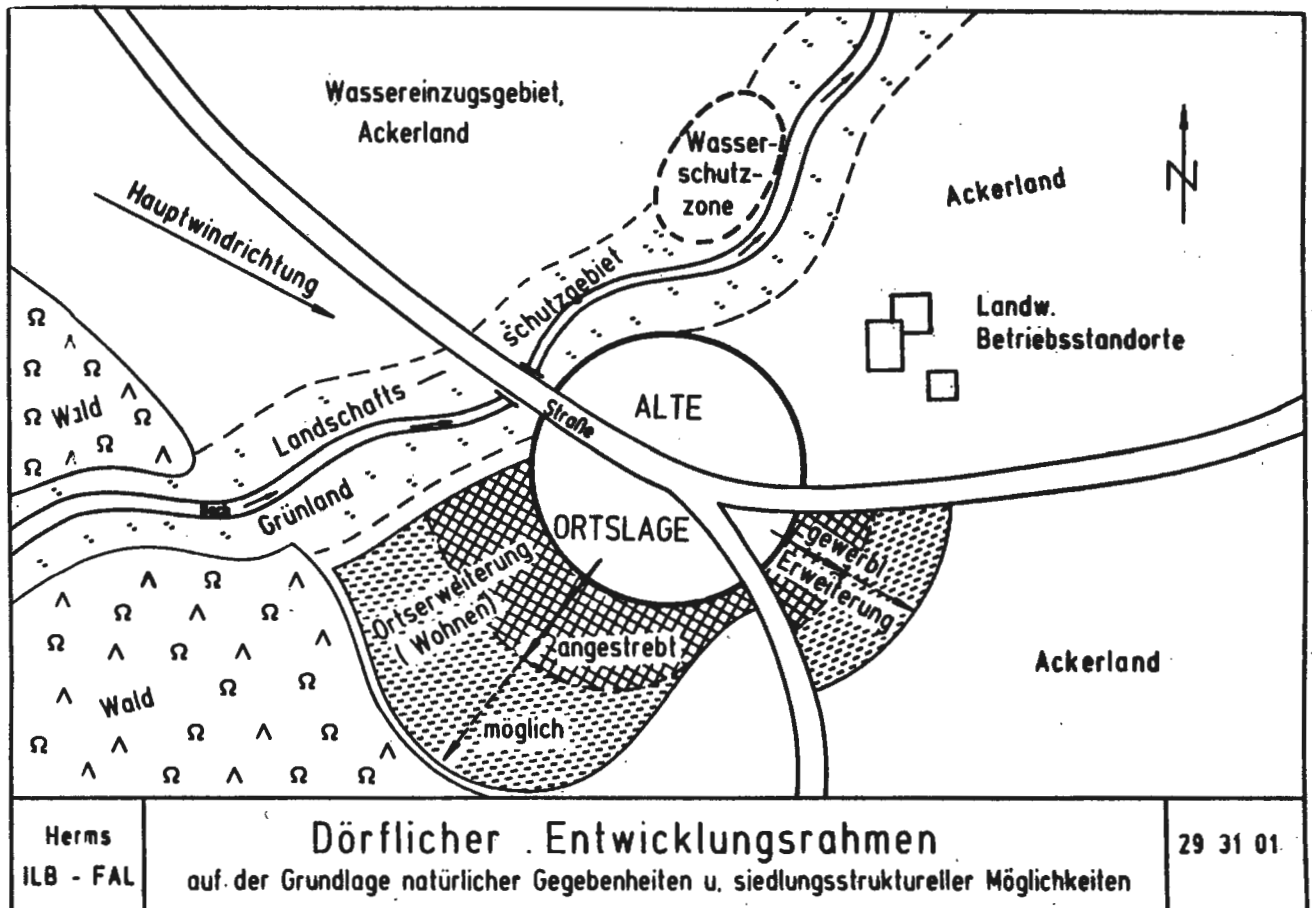 Wassereinzugsgebiet,
Ackerland
Wasser-
schutz-
zone
Ackerland
N
Hauptwindrichtung
Landschafts
schutzgebiet
Landw.
Betriebsstandorte
Wald
Straße
ALTE
ORTSLAGE
Bach
Grünland
gewerbl
Erweiterung
Ortserweiterung
(Wohnen)
angestrebt
möglich
Ackerland
Wald
Herms
ILB - FAL
Dörflicher . Entwicklungsrahmen
auf der Grundlage natürlicher Gegebenheiten u. siedlungsstruktureller Möglichkeiten
29 31 01